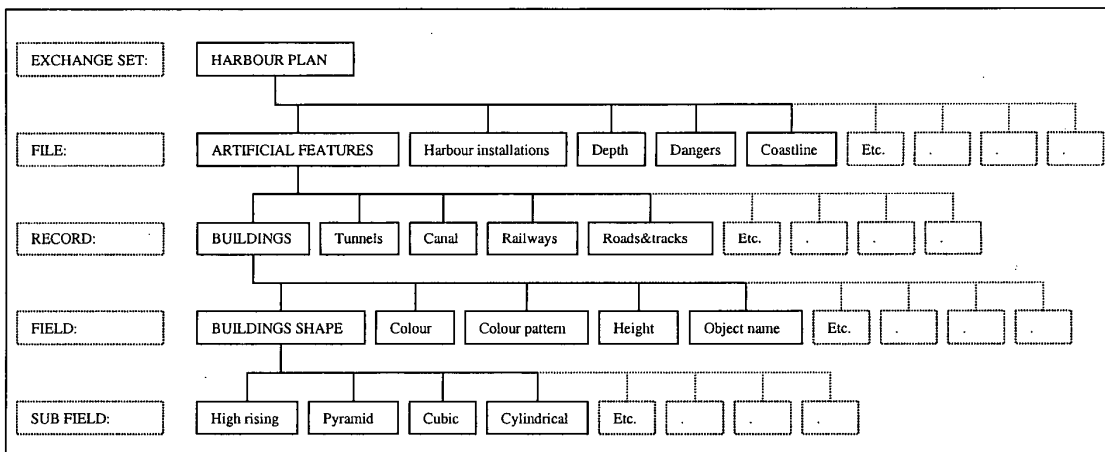 EXCHANGE SET: HARBOUR PLAN
FILE: ARTIFICIAL FEATURES Harbour installations Depth Dangers Coastline Etc. . . .
RECORD: BUILDINGS Tunnels Canal Railways Roads&tracks Etc. . . .
FIELD: BUILDINGS SHAPE Colour Colour pattern Height Object name Etc. . . .
SUB FIELD: High rising Pyramid Cubic Cylindrical Etc. . . .